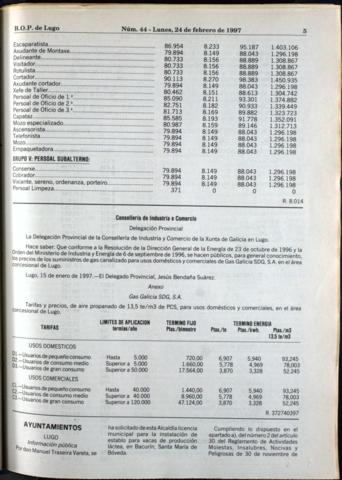 B.O.P. de Lugo Núm. 44 - Lunes, 24 de febrero de 1997 5
Escaparatista 86.954 8.233 95.187 1.403.106
Ayudante de Montaxe 79.894 8.149 88.043 1.296.198
Delineante 80.733 8.156 88.889 1.308.867
Visitador 80.733 8.156 88.889 1.308.867
Rotulista 80.733 8.156 88.889 1.308.867
Cortador 90.113 8.270 98.383 1.450.935
Ayudante cortador 79.894 8.149 88.043 1.296.198
Xefe de Taller 80.462 8.151 88.613 1.304.742
Persoal de Oficio de 1.ª 85.090 8.211 93.301 1.374.882
Persoal de Oficio de 2.ª 82.751 8.182 90.933 1.339.449
Persoal de Oficio de 3.ª 81.713 8.169 89.882 1.323.723
Capataz 85.585 8.193 91.778 1.352.091
Mozo especializado 80.987 8.159 89.146 1.312.713
Ascensorista 79.894 8.149 88.043 1.296.198
Telefonista 79.894 8.149 88.043 1.296.198
Mozo 79.894 8.149 88.043 1.296.198
Empaquetadora 79.894 8.149 88.043 1.296.198
GRUPO V: PERSOAL SUBALTERNO:
Conserxe 79.894 8.149 88.043 1.296.198
Cobrador 79.894 8.149 88.043 1.296.198
Vixiante, sereno, ordenanza, porteiro 79.894 8.149 88.043 1.296.198
Persoal Limpeza 371 0 0 0
R. 8.014
Consellería de Industria e Comercio
Delegación Provincial
La Delegación Provincial de la Consellería de Industria y Comercio de la Xunta de Galicia en Lugo.
Hace saber: Que conforme a la Resolución de la Dirección General de la Energía de 23 de octubre de 1996 y la
Orden del Ministerio de Industria y Energía de 6 de septiembre de 1996, se hacen públicos, para general conocimiento,
los precios de los suministros de gas canalizado para usos domésticos y comerciales de Gas Galicia SDG, S.A. en el área
concesional de Lugo.
Lugo, 15 de enero de 1997.—El Delegado Provincial, Jesús Bendaña Suárez.
Anexo
Gas Galicia SDG, S.A.
Tarifas y precios, de aire propanado de 13,5 te/m3 de PCS, para usos domésticos y comerciales, en el área
concesional de Lugo.
TARIFAS LIMITES DE APLICACION TERMINO FIJO TERMINO ENERGIA
termias/año Ptas./bimestre Ptas./te Ptas./kwh. Ptas./m3
13,5 te/m3
USOS DOMESTICOS
D1.—Usuarios de pequeño consumo Hasta 5.000 720,00 6,907 5,940 93,245
D2.—Usuarios de consumo medio Superior a 5.000 1.660,00 5,778 4,969 78,003
D3.—Usuarios de gran consumo Superior a 50.000 17.564,00 3,870 3,328 52,245
USOS COMERCIALES
C1.—Usuarios de pequeño consumo Hasta 40.000 1.440,00 6,907 5,940 93,245
C2.—Usuarios de consumo medio Superior a 40.000 8.960,00 5,778 4,969 78,003
C3.—Usuarios de gran consumo Superior a 120.000 47.124,00 3,870 3,328 52,245
R. 372740397
AYUNTAMIENTOS
LUGO
Información pública
Por don Manuel Traseira Varela, se
ha solicitado de esta Alcaldía licencia
municipal para la instalación de
establo para vacas de producción
láctea, en Bacurín, Santa María de
Bóveda.
Cumpliendo lo dispuesto en el
apartado a), del número 2 del artículo
30 del Reglamento de Actividades
Molestas, Insalubres, Nocivas y
Peligrosas de 30 de noviembre de